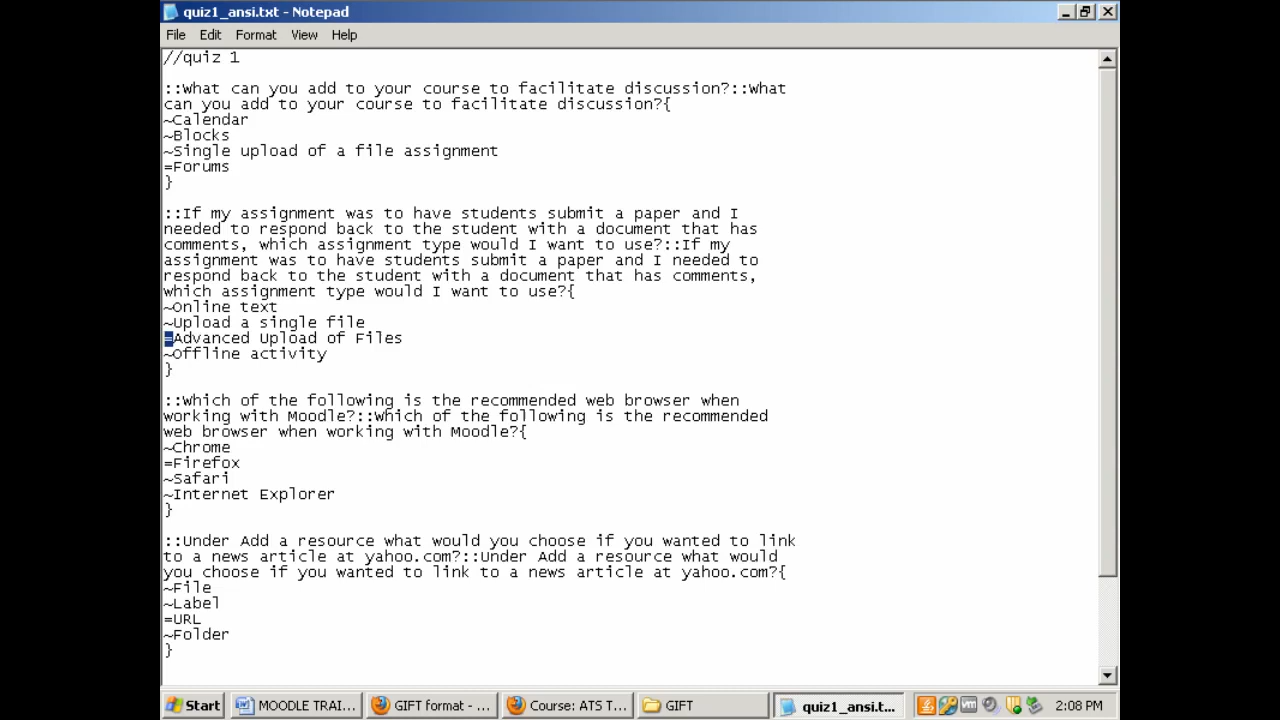 quiz1_ansi.txt - Notepad
File Edit Format View Help
//quiz 1
::What can you add to your course to facilitate discussion?::What
can you add to your course to facilitate discussion?{
~Calendar
~Blocks
~Single upload of a file assignment
=Forums
}
::If my assignment was to have students submit a paper and I
needed to respond back to the student with a document that has
comments, which assignment type would I want to use?::If my
assignment was to have students submit a paper and I needed to
respond back to the student with a document that has comments,
which assignment type would I want to use?{
~Online text
~Upload a single file
=Advanced Upload of Files
~Offline activity
}
::Which of the following is the recommended web browser when
working with Moodle?::Which of the following is the recommended
web browser when working with Moodle?{
~Chrome
=Firefox
~Safari
~Internet Explorer
}
::Under Add a resource what would you choose if you wanted to link
to a news article at yahoo.com?::Under Add a resource what would
you choose if you wanted to link to a news article at yahoo.com?{
~File
~Label
=URL
~Folder
}
Start MOODLE TRAI... GIFT format - ... Course: ATS T... GIFT quiz1_ansi.t... 2:08 PM